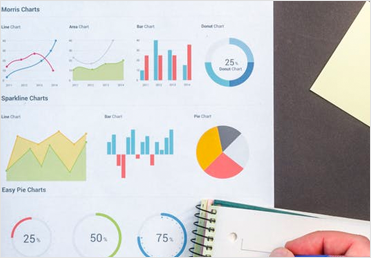 Morris Charts
Line Chart
Area Chart
Bar Chart
Donut Chart
25%
Donut Chart
Sparkline Charts
Line Chart
Bar Chart
Pie Chart
Easy Pie Charts
25%
50%
75%